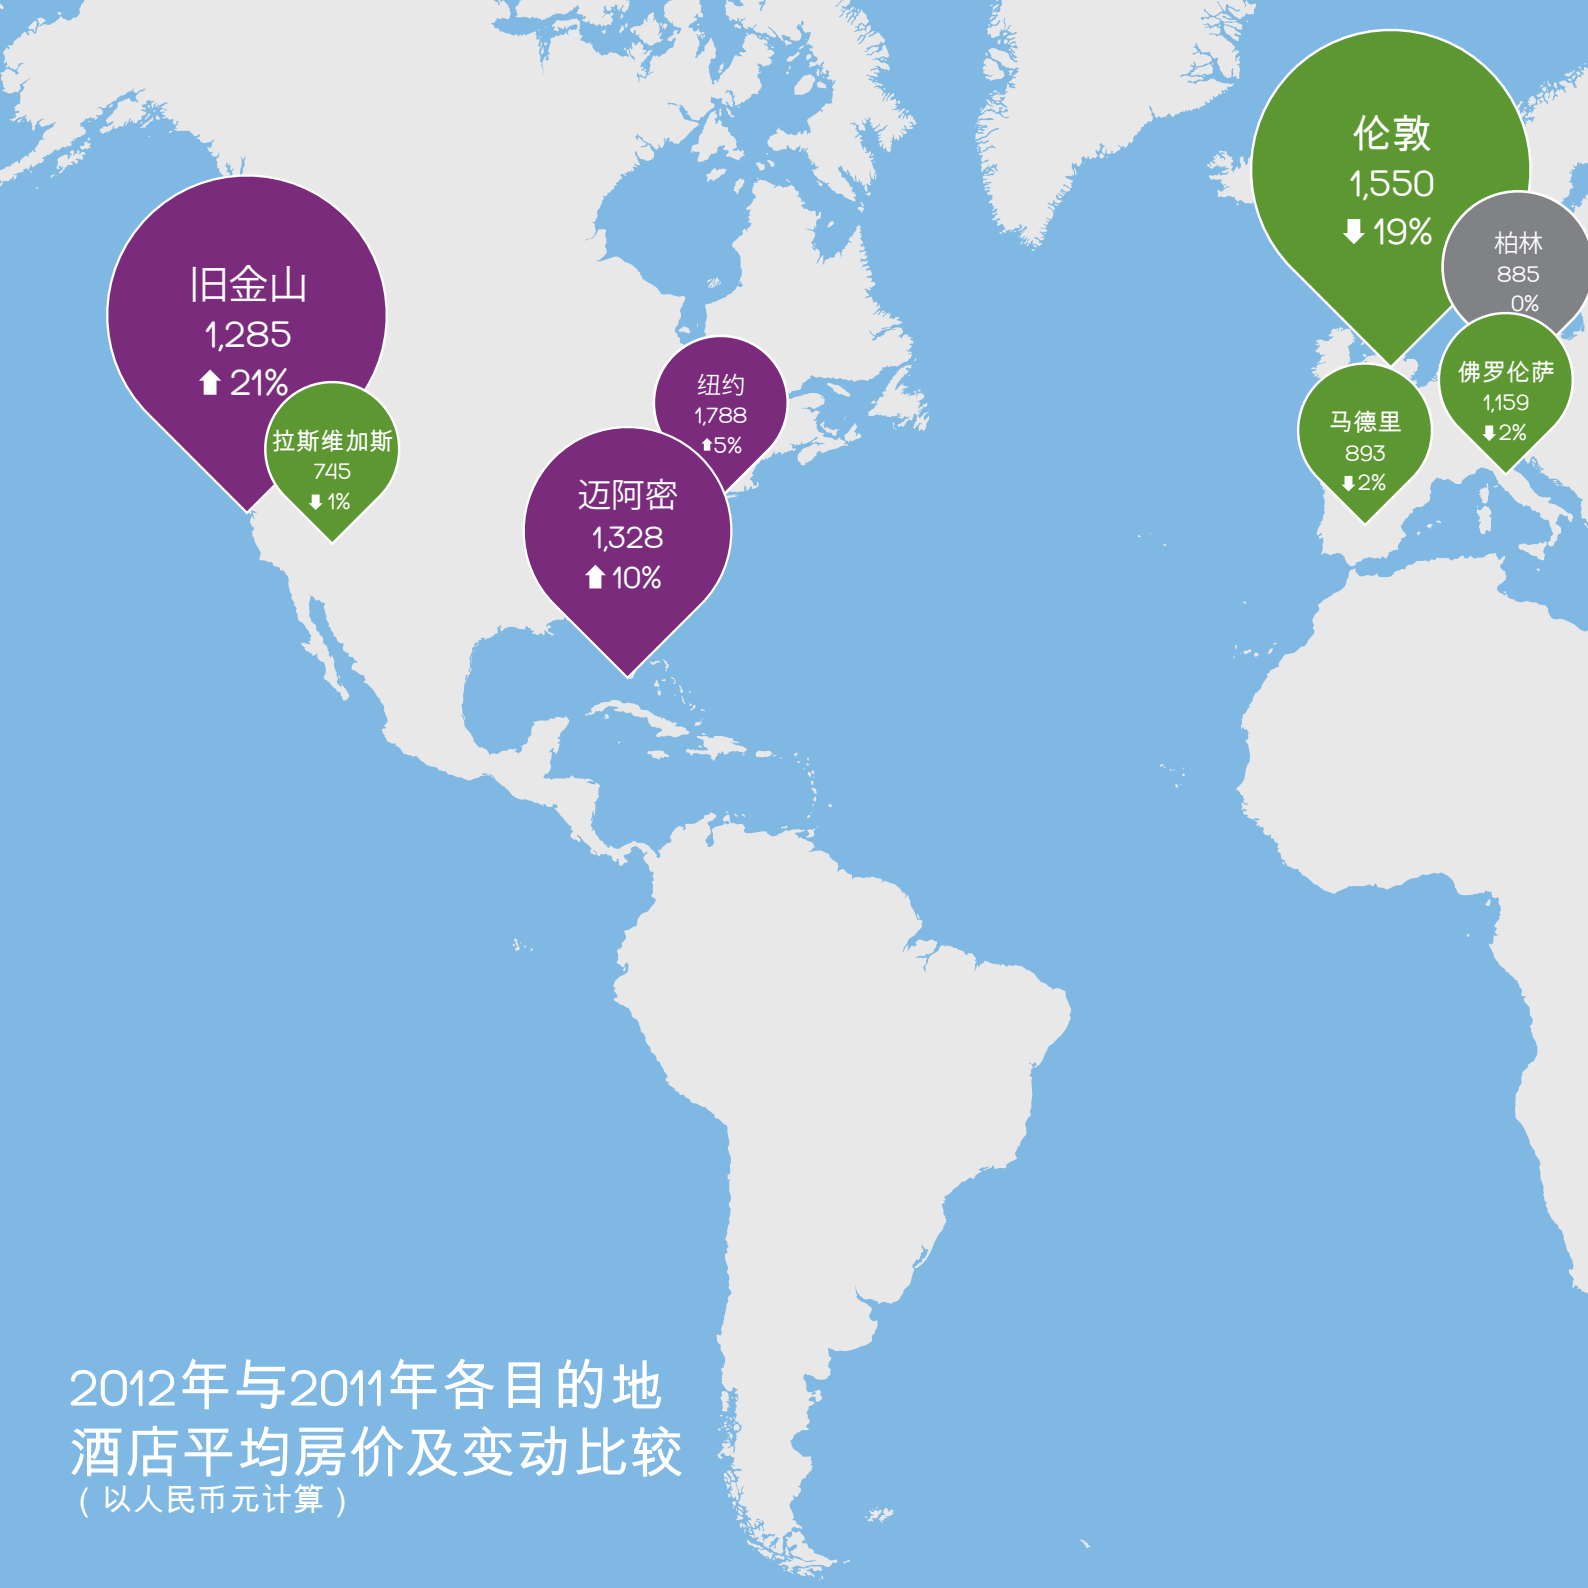 伦敦
1,550
19%
柏林
885
0%
旧金山
1,285
21%
佛罗伦萨
1,159
2%
纽约
1,788
5%
马德里
893
2%
拉斯维加斯
745
1%
迈阿密
1,328
10%
2012年与2011年各目的地
酒店平均房价及变动比较
（以人民币元计算）